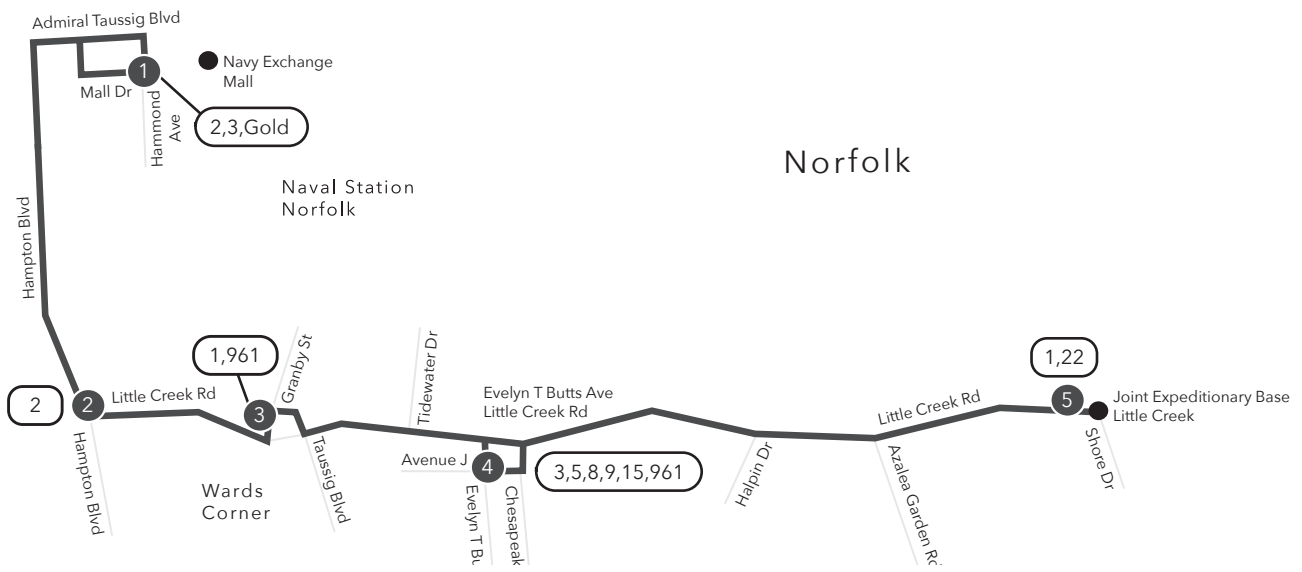 Admiral Taussig Blvd
Navy Exchange
Mall
1
Mall Dr
Hammond
Ave
2,3,Gold
Norfolk
Naval Station
Norfolk
Hampton Blvd
1,961
Granby St
Tidewater Dr
1,22
2
2
Little Creek Rd
3
Evelyn T Butts Ave
Little Creek Rd
Little Creek Rd
5
Joint Expeditionary Base
Little Creek
Hampton Blvd
Wards
Corner
Taussig Blvd
Avenue J
4
3,5,8,9,15,961
Evelyn T Bu
Chesapeak
Halpin Dr
Azalea Garden Rd
Shore Dr